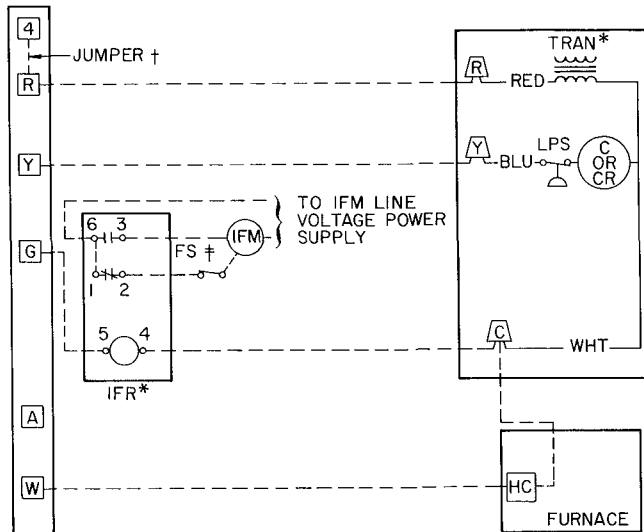 4
JUMPER †
R
Y
G
A
W
6 3
1 2
FS ‡
IFM
TO IFM LINE
VOLTAGE POWER
SUPPLY
5 4
IFR*
TRAN*
R
RED
Y
BLU
LPS
C
OR
CR
C
WHT
HC
FURNACE